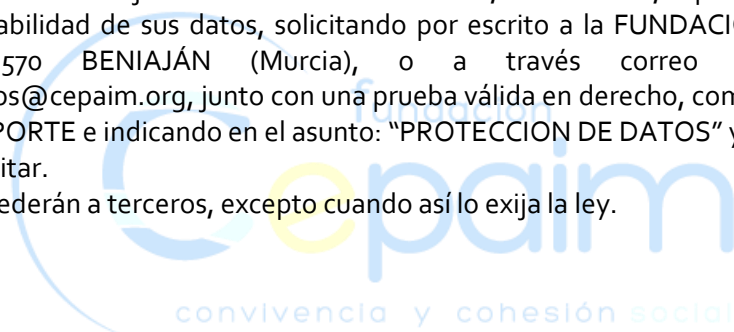 abilidad de sus datos, solicitando por escrito a la FUNDACI
570 BENIAJÁN (Murcia), o a través correo
os@cepaim.org, junto con una prueba válida en derecho, com
PORTE e indicando en el asunto: “PROTECCION DE DATOS” y
itar.
ederán a terceros, excepto cuando así lo exija la ley.
fundación
cepaim
convivencia y cohesión social